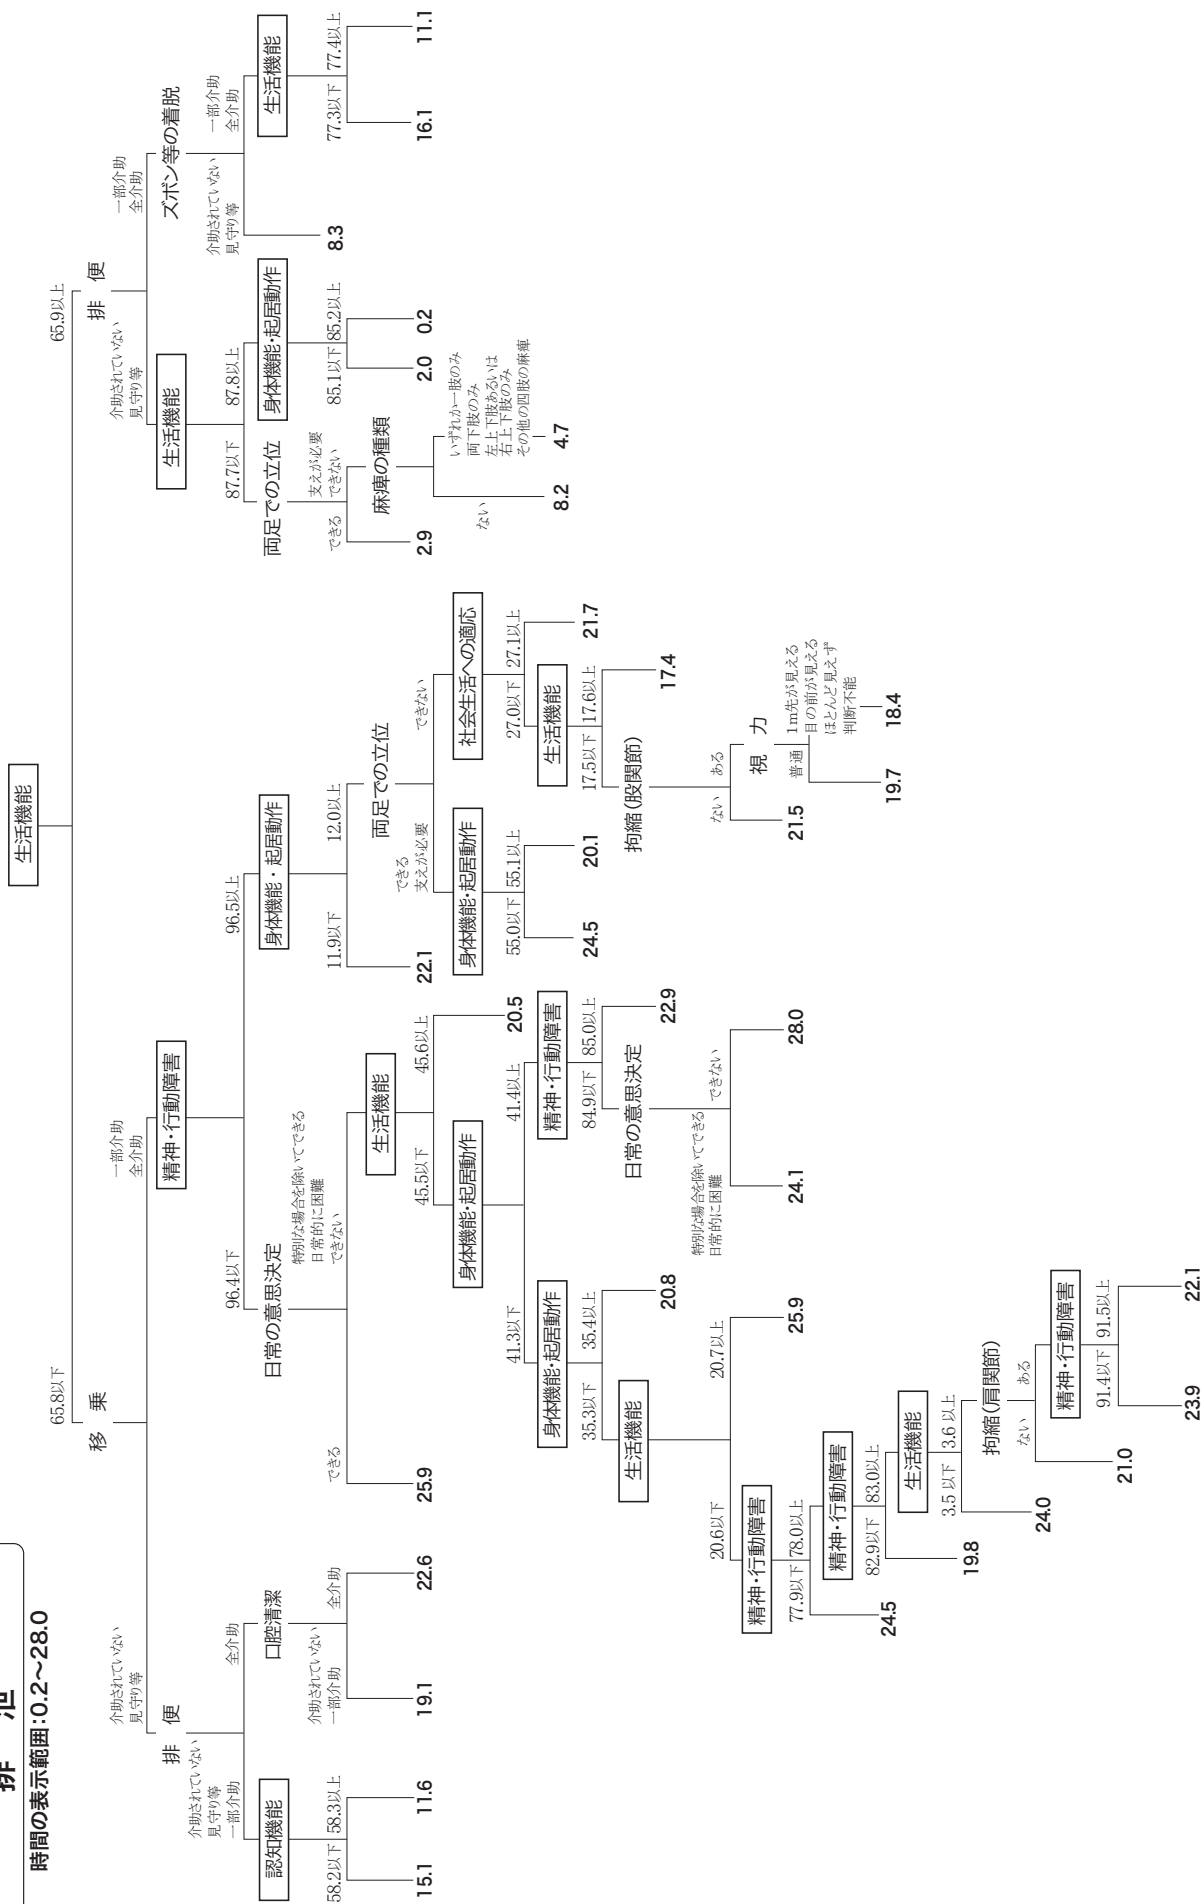 排 泄
時間の表示範囲:0.2〜28.0
生活機能
65.8以下
65.9以上
移 乗
介助されていない
見守り等
一部介助
全介助
排 便
介助されていない
見守り等
一部介助
全介助
認知機能
58.2以下
58.3以上
15.1
11.6
口腔清潔
介助されていない
一部介助
全介助
19.1
22.6
精神・行動障害
96.4以下
96.5以上
日常の意思決定
できる
特別な場合を除いてできる
日常的に困難
できない
25.9
生活機能
45.5以下
45.6以上
20.5
身体機能・起居動作
41.3以下
41.4以上
身体機能・起居動作
35.3以下
35.4以上
20.8
生活機能
20.6以下
20.7以上
25.9
精神・行動障害
77.9以下
78.0以上
24.5
精神・行動障害
82.9以下
83.0以上
19.8
生活機能
3.5 以下
3.6 以上
24.0
拘縮(肩関節)
ない
ある
21.0
精神・行動障害
91.4以下
91.5以上
23.9
22.1
精神・行動障害
84.9以下
85.0以上
22.9
日常の意思決定
特別な場合を除いてできる
日常的に困難
できない
24.1
28.0
身体機能・起居動作
11.9以下
12.0以上
22.1
両足での立位
できる
支えが必要
できない
身体機能・起居動作
55.0以下
55.1以上
24.5
20.1
社会生活への適応
27.0以下
27.1以上
21.7
生活機能
17.5以下
17.6以上
17.4
拘縮(股関節)
ない
ある
21.5
視 力
普通
1m先が見える
目の前が見える
ほとんど見えず
判断不能
19.7
18.4
排 便
介助されていない
見守り等
一部介助
全介助
生活機能
87.7以下
87.8以上
両足での立位
できる
支えが必要
できない
2.9
麻痺の種類
ない
いずれか一肢のみ
両下肢のみ
左上下肢あるいは
右上下肢のみ
その他の四肢の麻痺
8.2
4.7
身体機能・起居動作
85.1以下
85.2以上
2.0
0.2
ズボン等の着脱
介助されていない
見守り等
一部介助
全介助
8.3
生活機能
77.3以下
77.4以上
16.1
11.1